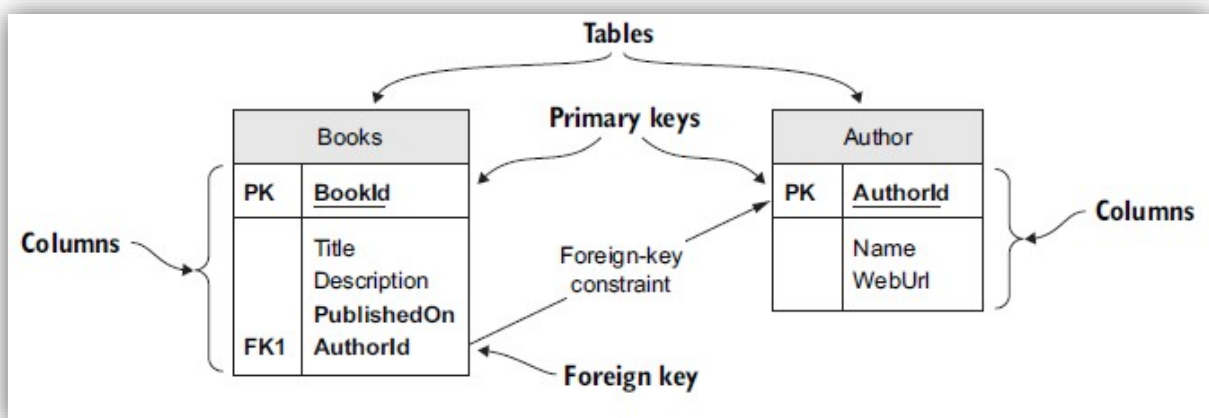 Tables
Primary keys
Books
PK BookId
Title
Description
PublishedOn
FK1 AuthorId
Columns
Foreign-key
constraint
Foreign key
Author
PK AuthorId
Name
WebUrl
Columns